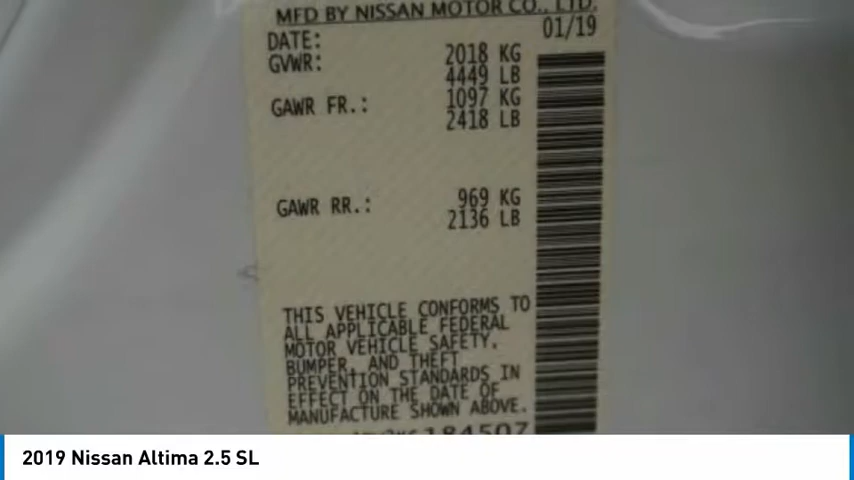 MFD BY NISSAN MOTOR CO., LTD.
DATE: 01/19
GVWR: 2018 KG
4449 LB
GAWR FR.: 1097 KG
2418 LB
GAWR RR.: 969 KG
2136 LB
THIS VEHICLE CONFORMS TO
ALL APPLICABLE FEDERAL
MOTOR VEHICLE SAFETY,
BUMPER, AND THEFT
PREVENTION STANDARDS IN
EFFECT ON THE DATE OF
MANUFACTURE SHOWN ABOVE.
184507
2019 Nissan Altima 2.5 SL